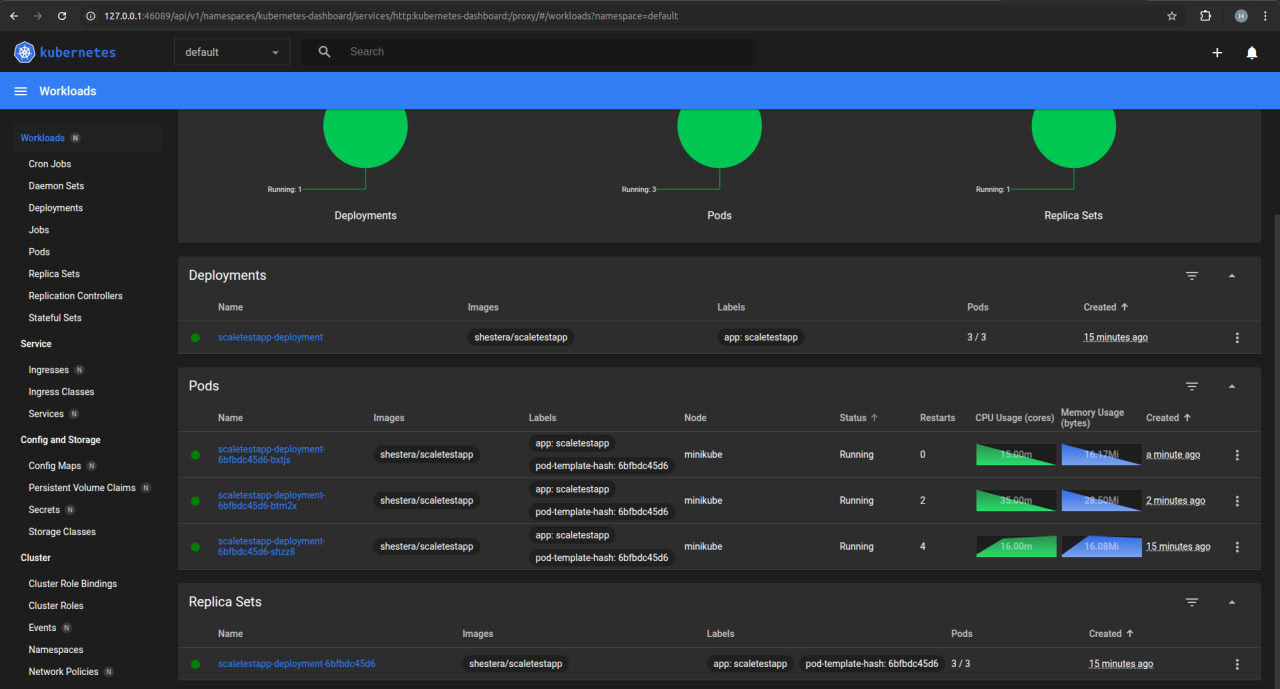 127.0.0.1:46089/api/v1/namespaces/kubernetes-dashboard/services/http:kubernetes-dashboard:/proxy/#/workloads?namespace=default
H
kubernetes
default
Search
Workloads
Workloads N
Cron Jobs
Daemon Sets
Deployments
Jobs
Pods
Replica Sets
Replication Controllers
Stateful Sets
Service
Ingresses N
Ingress Classes
Services N
Config and Storage
Config Maps N
Persistent Volume Claims N
Secrets N
Storage Classes
Cluster
Cluster Role Bindings
Cluster Roles
Events N
Namespaces
Network Policies N
Running: 1
Running: 3
Running: 1
Deployments
Pods
Replica Sets
Deployments
Name Images Labels Pods Created
scaletestapp-deployment shestera/scaletestapp app: scaletestapp 3 / 3 15 minutes ago
Pods
Name Images Labels Node Status Restarts CPU Usage (cores) Memory Usage (bytes) Created
scaletestapp-deployment-
6bfbdc45d6-bxtjs
shestera/scaletestapp
app: scaletestapp
pod-template-hash: 6bfbdc45d6
minikube Running 0 15.00m 16.17Mi a minute ago
scaletestapp-deployment-
6bfbdc45d6-btm2x
shestera/scaletestapp
app: scaletestapp
pod-template-hash: 6bfbdc45d6
minikube Running 2 35.00m 28.50Mi 2 minutes ago
scaletestapp-deployment-
6bfbdc45d6-shzz8
shestera/scaletestapp
app: scaletestapp
pod-template-hash: 6bfbdc45d6
minikube Running 4 16.00m 16.08Mi 15 minutes ago
Replica Sets
Name Images Labels Pods Created
scaletestapp-deployment-6bfbdc45d6 shestera/scaletestapp app: scaletestapp pod-template-hash: 6bfbdc45d6 3 / 3 15 minutes ago